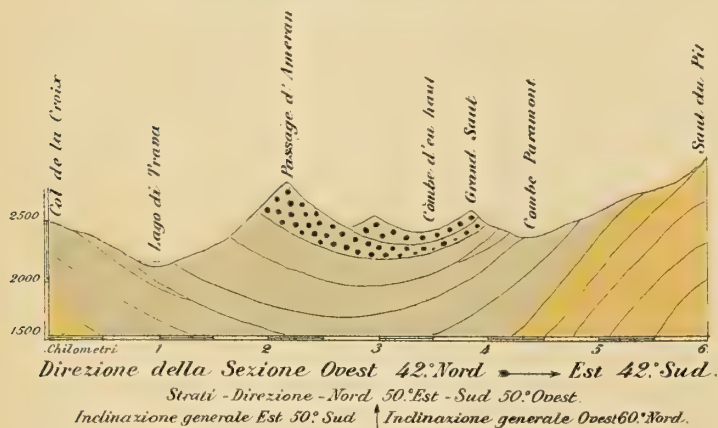 Col de la Croix
Lago di Trava
Passage d'Ameran
Combe d'en haut
Grand Saut
Combe Paramont
Saut du Pil
2500
2000
1500
Chilometri 1 2 3 4 5 6
Direzione della Sezione Ovest 42.° Nord Est 42.° Sud.
Strati - Direzione - Nord 50.° Est - Sud 50.° Ovest.
Inclinazione generale Est 50.° Sud Inclinazione generale Ovest 60.° Nord.